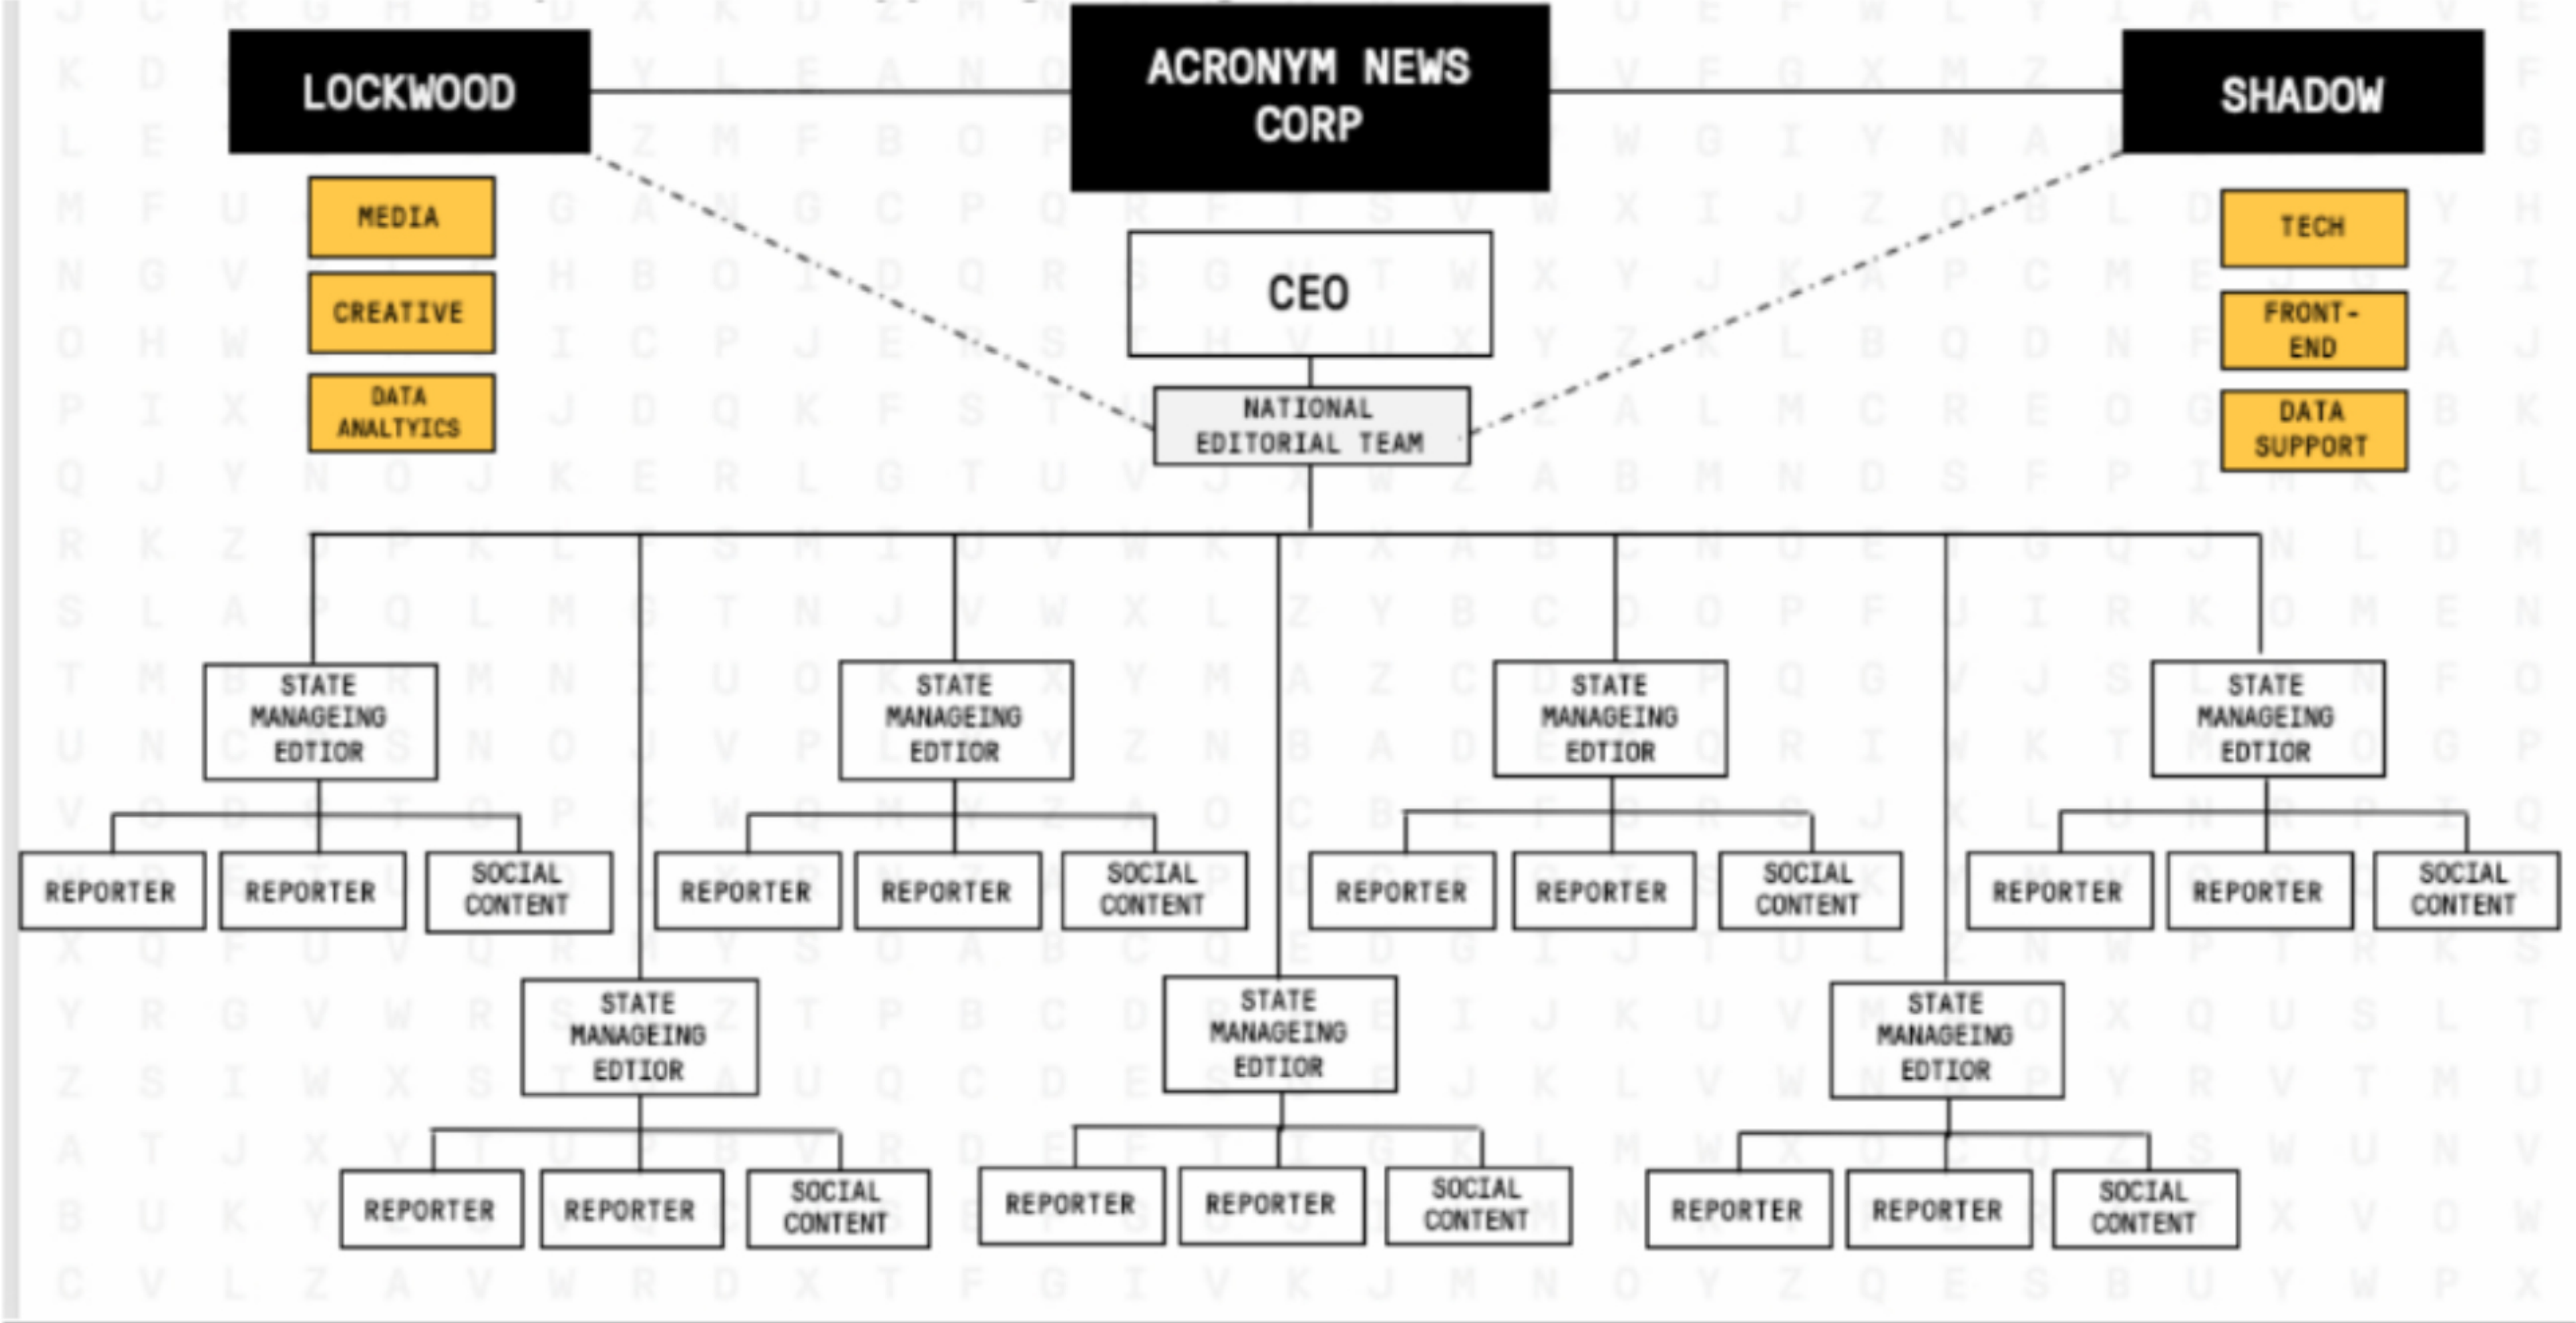 LOCKWOOD
ACRONYM NEWS
CORP
SHADOW
MEDIA
CREATIVE
DATA
ANALTYICS
CEO
NATIONAL
EDITORIAL TEAM
TECH
FRONT-
END
DATA
SUPPORT
STATE
MANAGEING
EDTIOR
STATE
MANAGEING
EDTIOR
STATE
MANAGEING
EDTIOR
STATE
MANAGEING
EDTIOR
REPORTER
REPORTER
SOCIAL
CONTENT
REPORTER
REPORTER
SOCIAL
CONTENT
REPORTER
REPORTER
SOCIAL
CONTENT
REPORTER
REPORTER
SOCIAL
CONTENT
STATE
MANAGEING
EDTIOR
STATE
MANAGEING
EDTIOR
STATE
MANAGEING
EDTIOR
REPORTER
REPORTER
SOCIAL
CONTENT
REPORTER
REPORTER
SOCIAL
CONTENT
REPORTER
REPORTER
SOCIAL
CONTENT